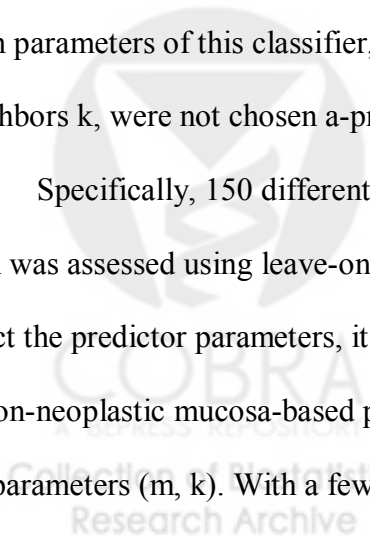 n parameters of this classifier,
hbors k, were not chosen a-pr
Specifically, 150 different
was assessed using leave-on
ct the predictor parameters, it
COBRA
on-neoplastic mucosa-based p
A BEPRESS REPOSITORY
parameters (m, k). With a few
Collection of Biostatist
Research Archive